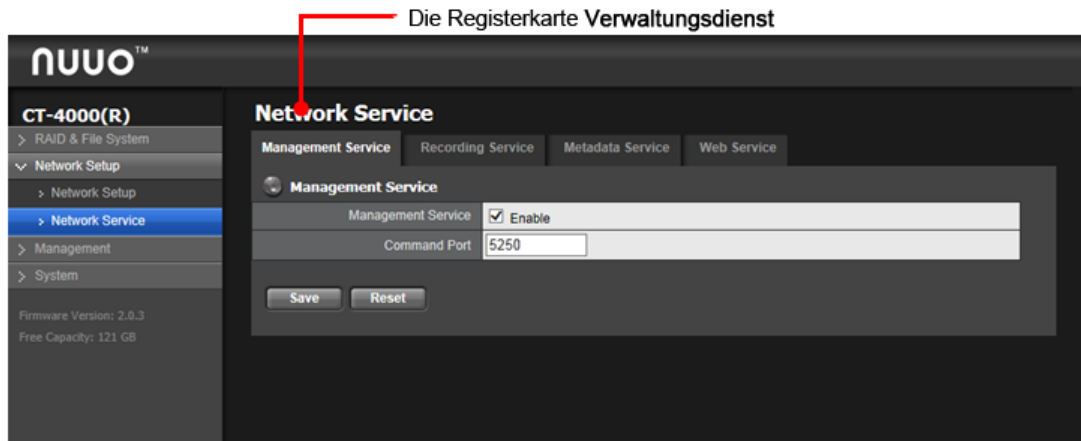 Die Registerkarte Verwaltungsdienst
nuuo™
CT-4000(R)
> RAID & File System
Network Setup
> Network Setup
> Network Service
> Management
> System
Firmware Version: 2.0.3
Free Capacity: 121 GB
Network Service
Management Service Recording Service Metadata Service Web Service
Management Service
Management Service Enable
Command Port 5250
Save Reset